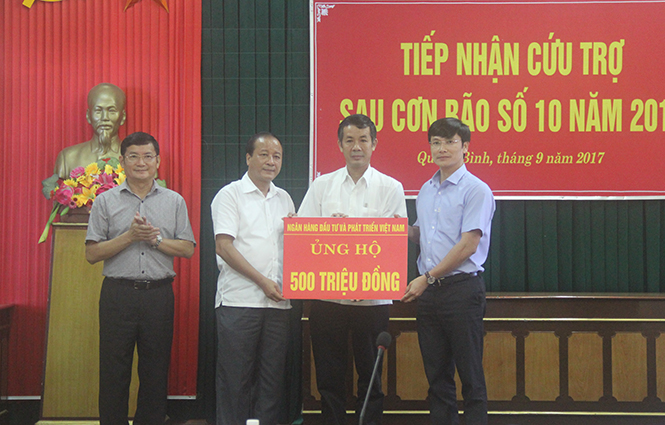 TIẾP NHẬN CỨU TRỢ
SAU CƠN BÃO SỐ 10 NĂM 201
Bình, tháng 9 năm 2017
NGÂN HÀNG ĐẦU TƯ VÀ PHÁT TRIỂN VIỆT NAM
ỦNG HỘ
500 TRIỆU ĐỒNG